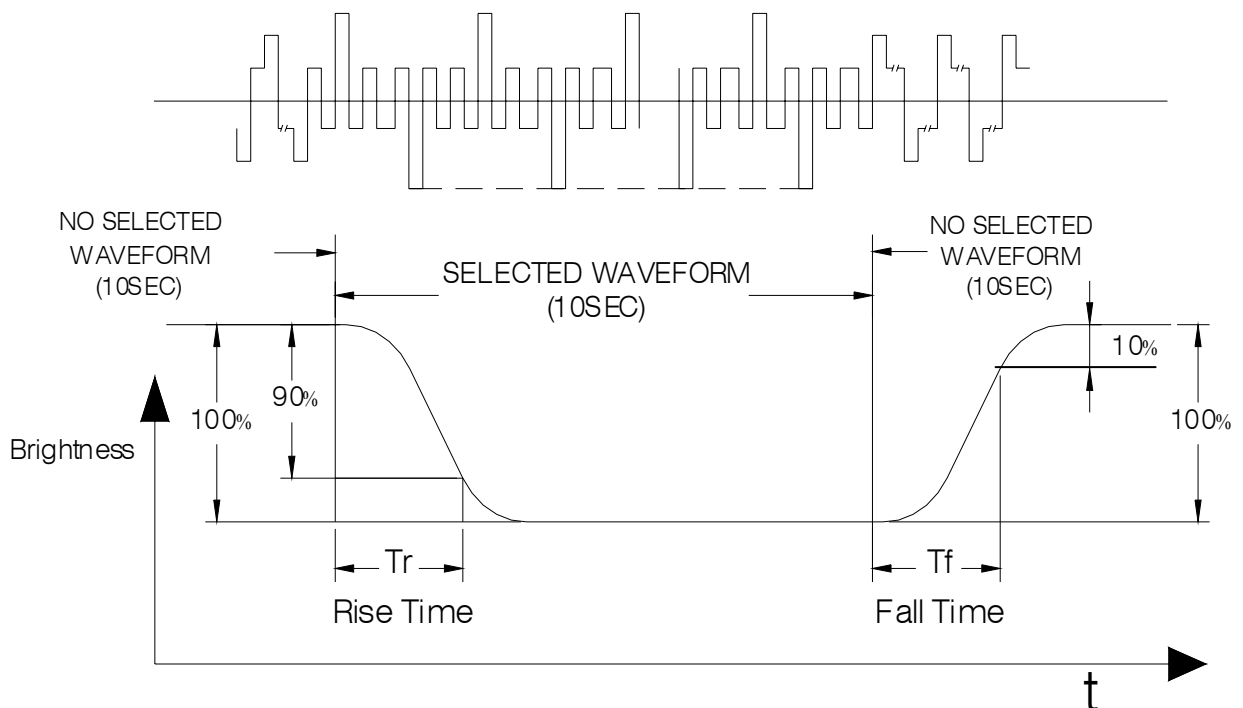 NO SELECTED
WAVEFORM
(10SEC)
SELECTED WAVEFORM
(10SEC)
NO SELECTED
WAVEFORM
(10SEC)
100%
90%
10%
100%
Brightness
Tr
Rise Time
Tf
Fall Time
t